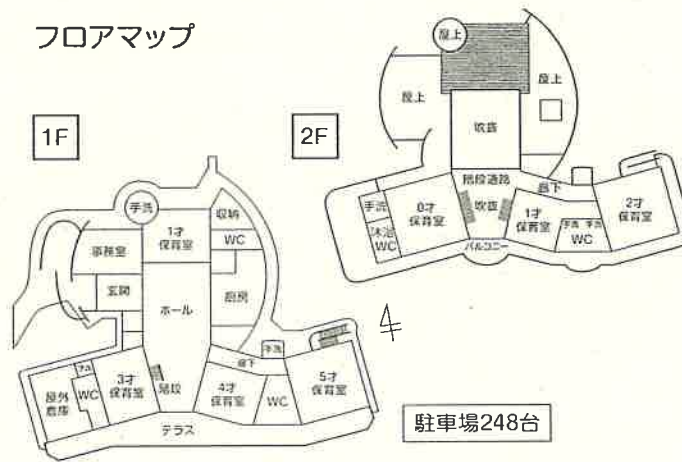 フロアマップ
1F
手洗
1才
保育室
収納
WC
事務室
玄関
ホール
厨房
手洗
廊下
屋外
倉庫
WC
3才
保育室
階段
4才
保育室
WC
5才
保育室
テラス
2F
屋上
屋上
屋上
吹抜
階段通路
廊下
手洗
沐浴
WC
0才
保育室
吹抜
1才
保育室
手洗 手洗
WC
2才
保育室
バルコニー
駐車場248台